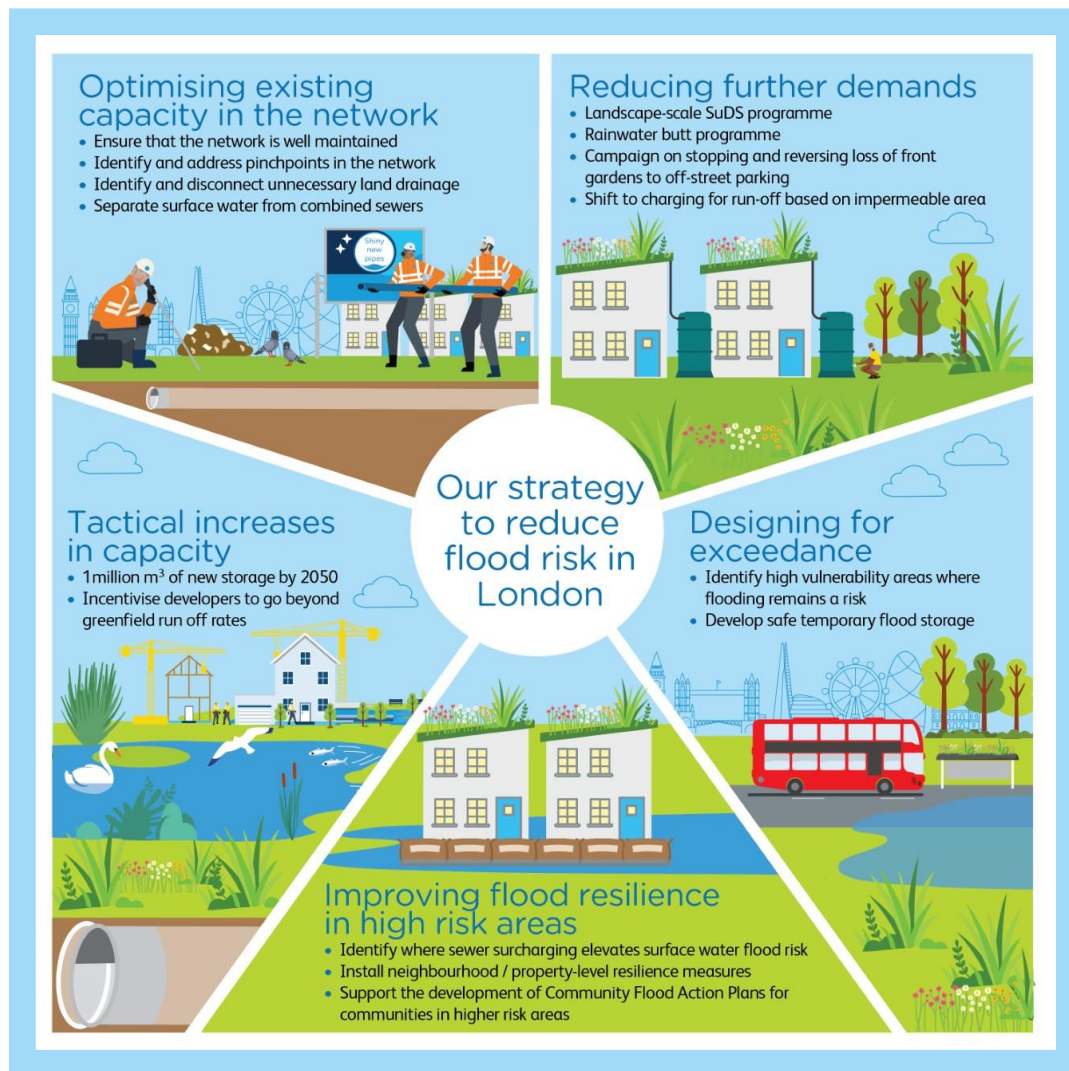 Optimising existing
capacity in the network
• Ensure that the network is well maintained
• Identify and address pinchpoints in the network
• Identify and disconnect unnecessary land drainage
• Separate surface water from combined sewers
Shiny
new
pipes
Reducing further demands
• Landscape-scale SuDS programme
• Rainwater butt programme
• Campaign on stopping and reversing loss of front
gardens to off-street parking
• Shift to charging for run-off based on impermeable area
Our strategy
to reduce
flood risk in
London
Tactical increases
in capacity
• 1million m³ of new storage by 2050
• Incentivise developers to go beyond
greenfield run off rates
Designing for
exceedance
• Identify high vulnerability areas where
flooding remains a risk
• Develop safe temporary flood storage
Improving flood resilience
in high risk areas
• Identify where sewer surcharging elevates surface water flood risk
• Install neighbourhood / property-level resilience measures
• Support the development of Community Flood Action Plans for
communities in higher risk areas